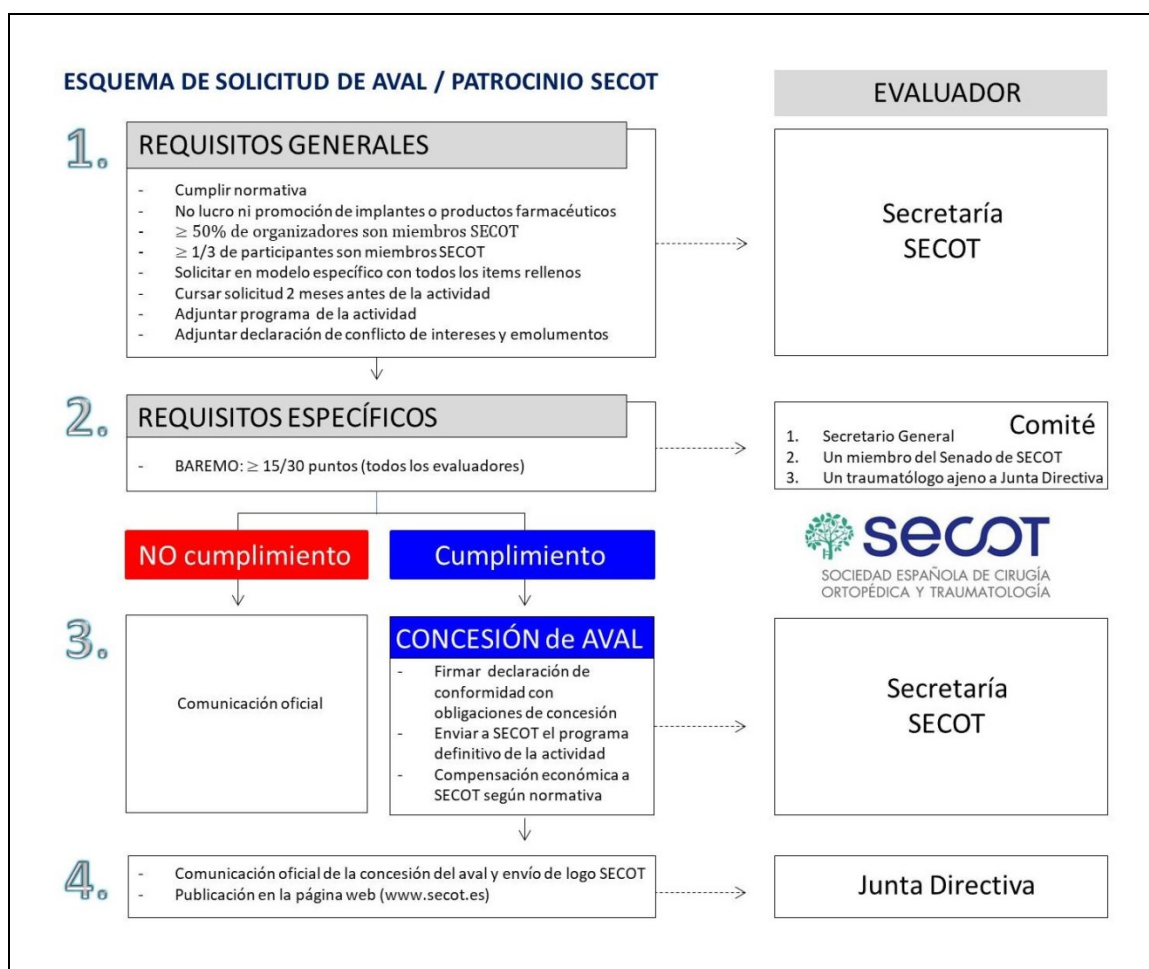 ESQUEMA DE SOLICITUD DE AVAL / PATROCINIO SECOT
EVALUADOR
1.
REQUISITOS GENERALES
- Cumplir normativa
- No lucro ni promoción de implantes o productos farmacéuticos
- ≥ 50% de organizadores son miembros SECOT
- ≥ 1/3 de participantes son miembros SECOT
- Solicitar en modelo específico con todos los items rellenos
- Cursar solicitud 2 meses antes de la actividad
- Adjuntar programa de la actividad
- Adjuntar declaración de conflicto de intereses y emolumentos
Secretaría
SECOT
2.
REQUISITOS ESPECÍFICOS
- BAREMO: ≥ 15/30 puntos (todos los evaluadores)
Comité
1. Secretario General
2. Un miembro del Senado de SECOT
3. Un traumatólogo ajeno a Junta Directiva
NO cumplimiento
Cumplimiento
secot
SOCIEDAD ESPAÑOLA DE CIRUGÍA
ORTOPÉDICA Y TRAUMATOLOGÍA
3.
Comunicación oficial
CONCESIÓN de AVAL
- Firmar declaración de
conformidad con
obligaciones de concesión
- Enviar a SECOT el programa
definitivo de la actividad
- Compensación económica a
SECOT según normativa
Secretaría
SECOT
4.
- Comunicación oficial de la concesión del aval y envío de logo SECOT
- Publicación en la página web (www.secot.es)
Junta Directiva